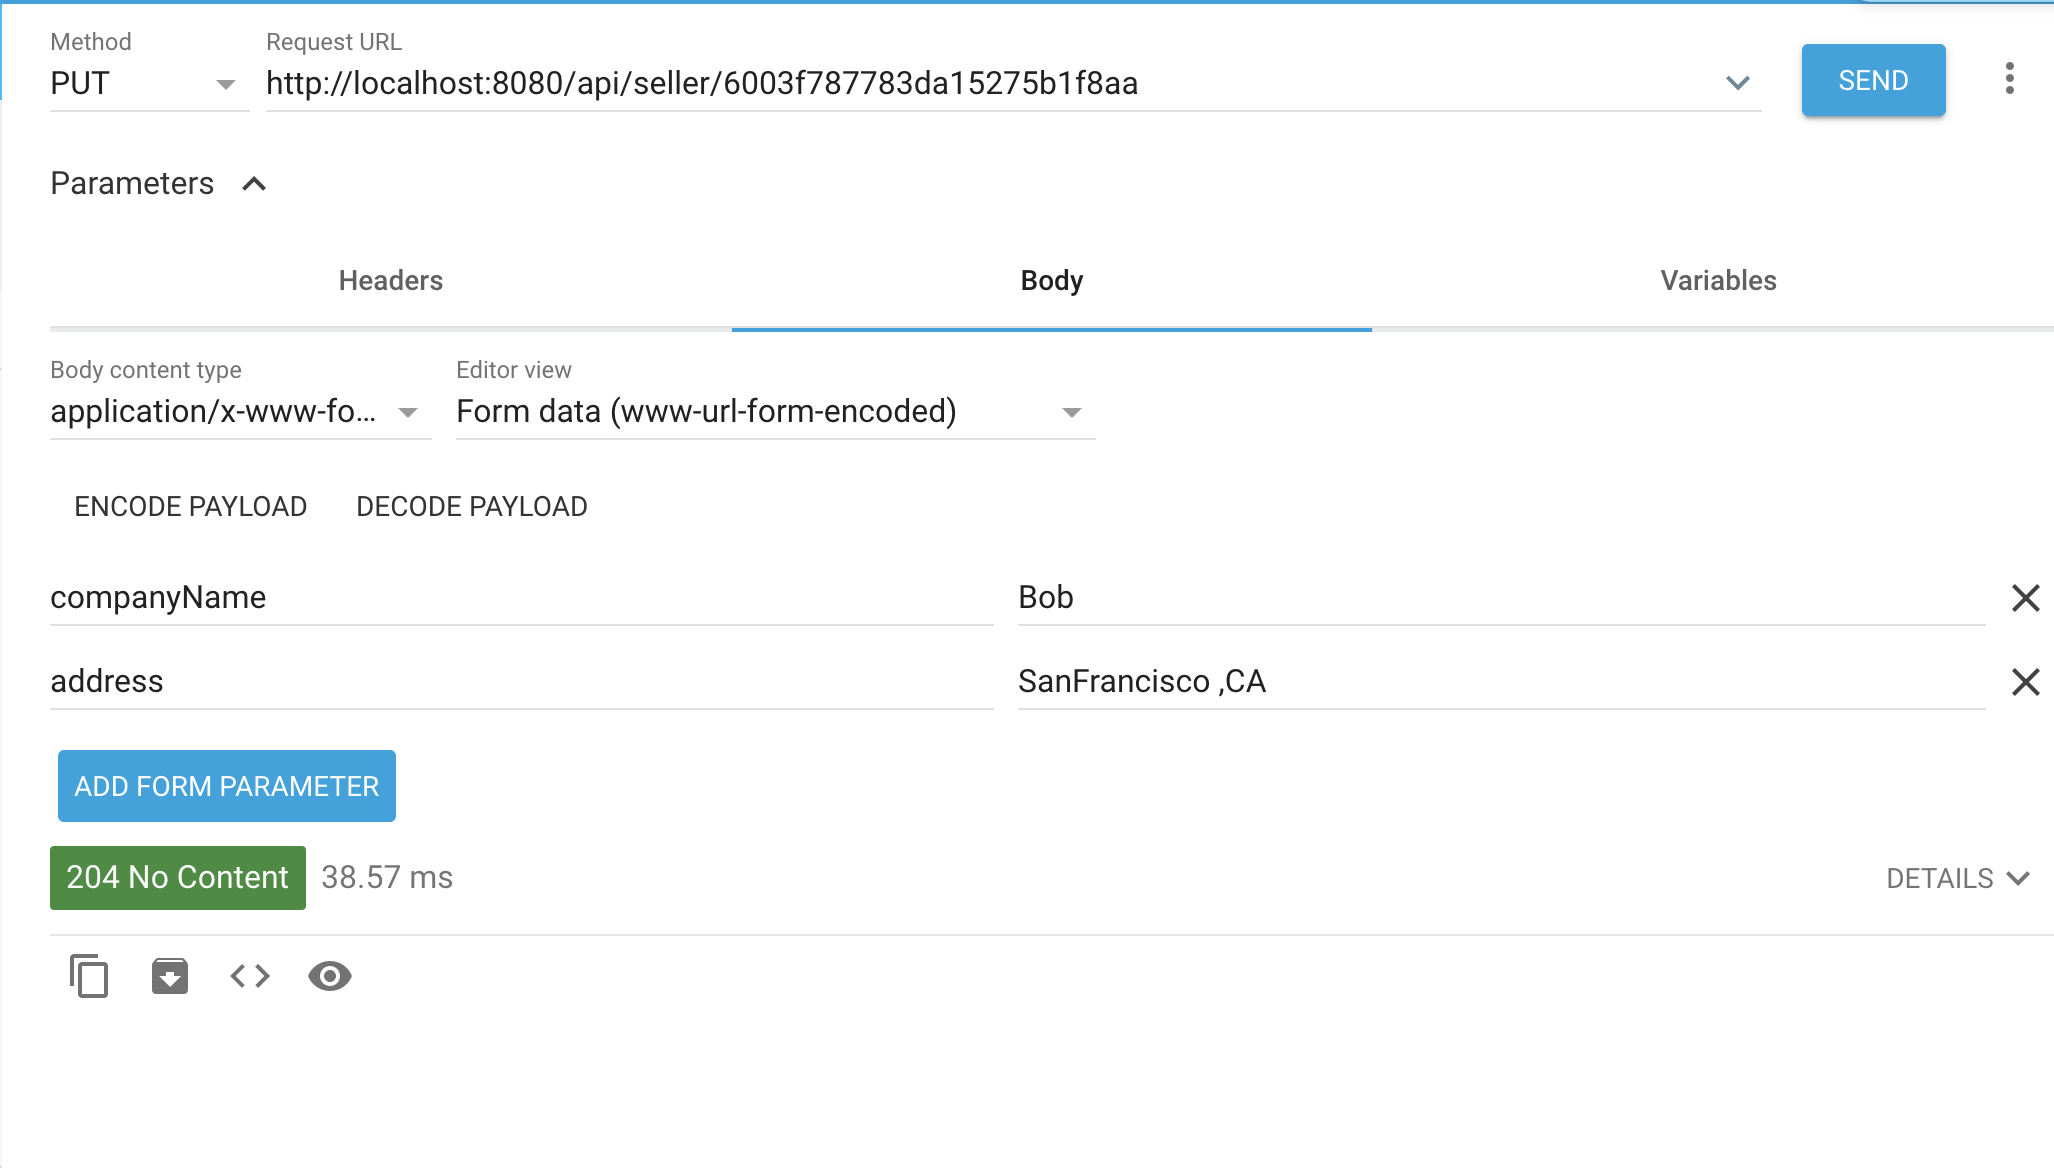 Method
Request URL
PUT
http://localhost:8080/api/seller/6003f787783da15275b1f8aa
SEND
Parameters
Headers
Body
Variables
Body content type
Editor view
application/x-www-fo...
Form data (www-url-form-encoded)
ENCODE PAYLOAD
DECODE PAYLOAD
companyName
Bob
address
SanFrancisco ,CA
ADD FORM PARAMETER
204 No Content
38.57 ms
DETAILS